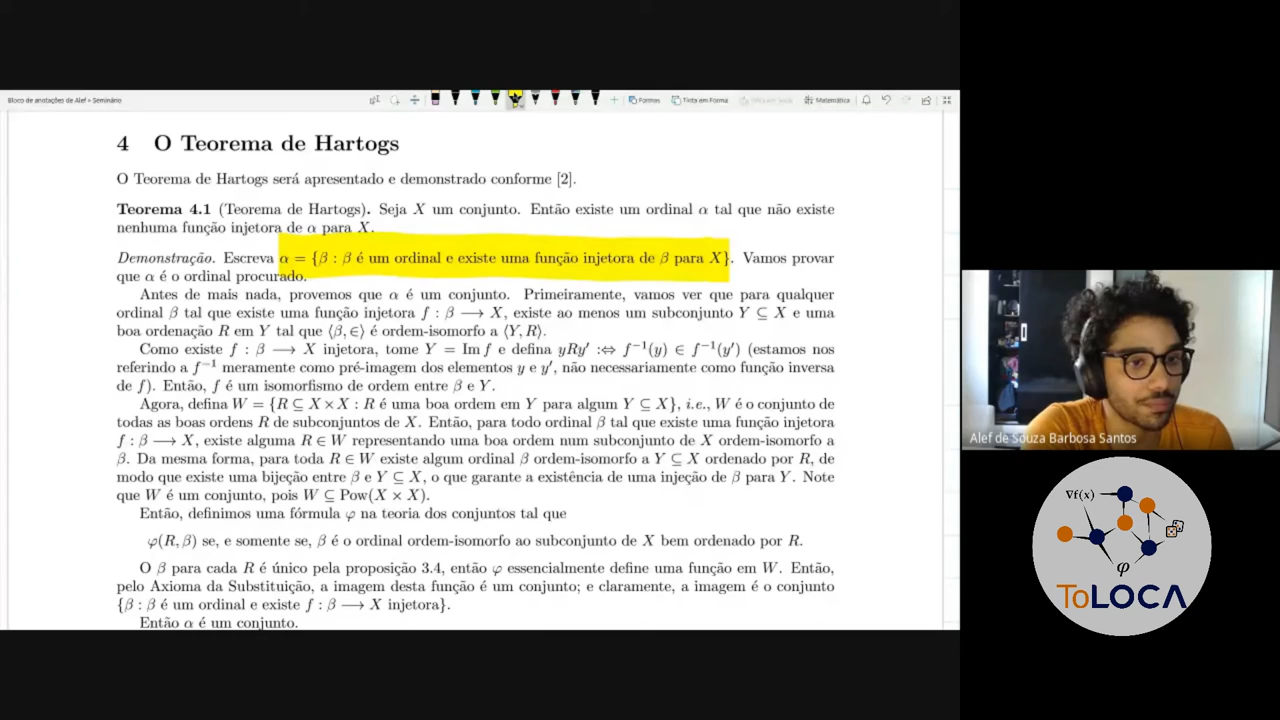 Bloco de anotações de Alef » Seminário
Formas
Tinta em Forma
Matemática
4 O Teorema de Hartogs
O Teorema de Hartogs será apresentado e demonstrado conforme [2].
Teorema 4.1 (Teorema de Hartogs). Seja X um conjunto. Então existe um ordinal α tal que não existe
nenhuma função injetora de α para X.
Demonstração. Escreva α = {β : β é um ordinal e existe uma função injetora de β para X}. Vamos provar
que α é o ordinal procurado.
Antes de mais nada, provemos que α é um conjunto. Primeiramente, vamos ver que para qualquer
ordinal β tal que existe uma função injetora f : β ⟶ X, existe ao menos um subconjunto Y ⊆ X e uma
boa ordenação R em Y tal que ⟨β, ∈⟩ é ordem-isomorfo a ⟨Y, R⟩.
Como existe f : β ⟶ X injetora, tome Y = Im f e defina yRy′ :⇔ f⁻¹(y) ∈ f⁻¹(y′) (estamos nos
referindo a f⁻¹ meramente como pré-imagem dos elementos y e y′, não necessariamente como função inversa
de f). Então, f é um isomorfismo de ordem entre β e Y.
Agora, defina W = {R ⊆ X × X : R é uma boa ordem em Y para algum Y ⊆ X}, i.e., W é o conjunto de
todas as boas ordens R de subconjuntos de X. Então, para todo ordinal β tal que existe uma função injetora
f : β ⟶ X, existe alguma R ∈ W representando uma boa ordem num subconjunto de X ordem-isomorfo a
β. Da mesma forma, para toda R ∈ W existe algum ordinal β ordem-isomorfo a Y ⊆ X ordenado por R, de
modo que existe uma bijeção entre β e Y ⊆ X, o que garante a existência de uma injeção de β para Y. Note
que W é um conjunto, pois W ⊆ Pow(X × X).
Então, definimos uma fórmula φ na teoria dos conjuntos tal que
φ(R, β) se, e somente se, β é o ordinal ordem-isomorfo ao subconjunto de X bem ordenado por R.
O β para cada R é único pela proposição 3.4, então φ essencialmente define uma função em W. Então,
pelo Axioma da Substituição, a imagem desta função é um conjunto; e claramente, a imagem é o conjunto
{β : β é um ordinal e existe f : β ⟶ X injetora}.
Então α é um conjunto.
Alef de Souza Barbosa Santos
∇f(x)
φ
ToLOCA